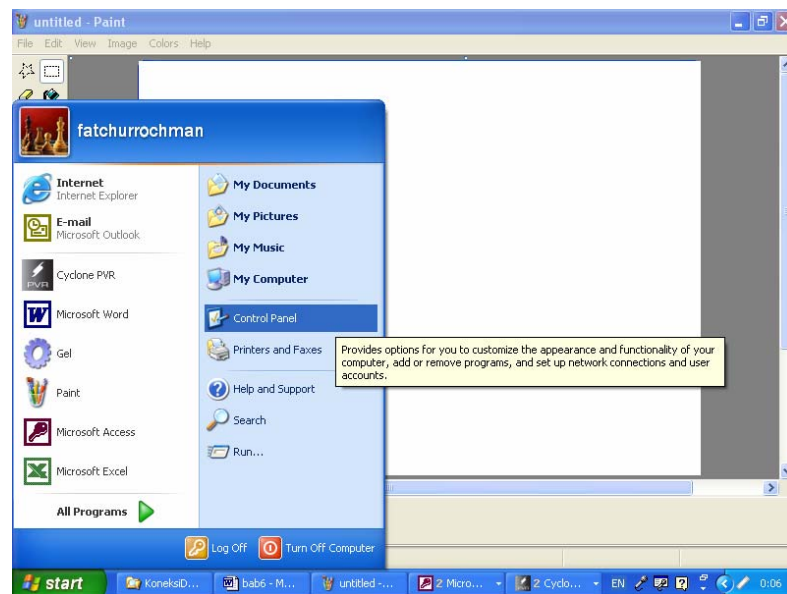 untitled - Paint
File Edit View Image Colors Help
fatchurrochman
Internet
Internet Explorer
E-mail
Microsoft Outlook
Cyclone PVR
Microsoft Word
Gel
Paint
Microsoft Access
Microsoft Excel
All Programs
My Documents
My Pictures
My Music
My Computer
Control Panel
Printers and Faxes
Help and Support
Search
Run...
Provides options for you to customize the appearance and functionality of your
computer, add or remove programs, and set up network connections and user
accounts.
Log Off Turn Off Computer
start KoneksiD... bab6 - M... untitled -... 2 Micro... 2 Cyclo... EN 0:06